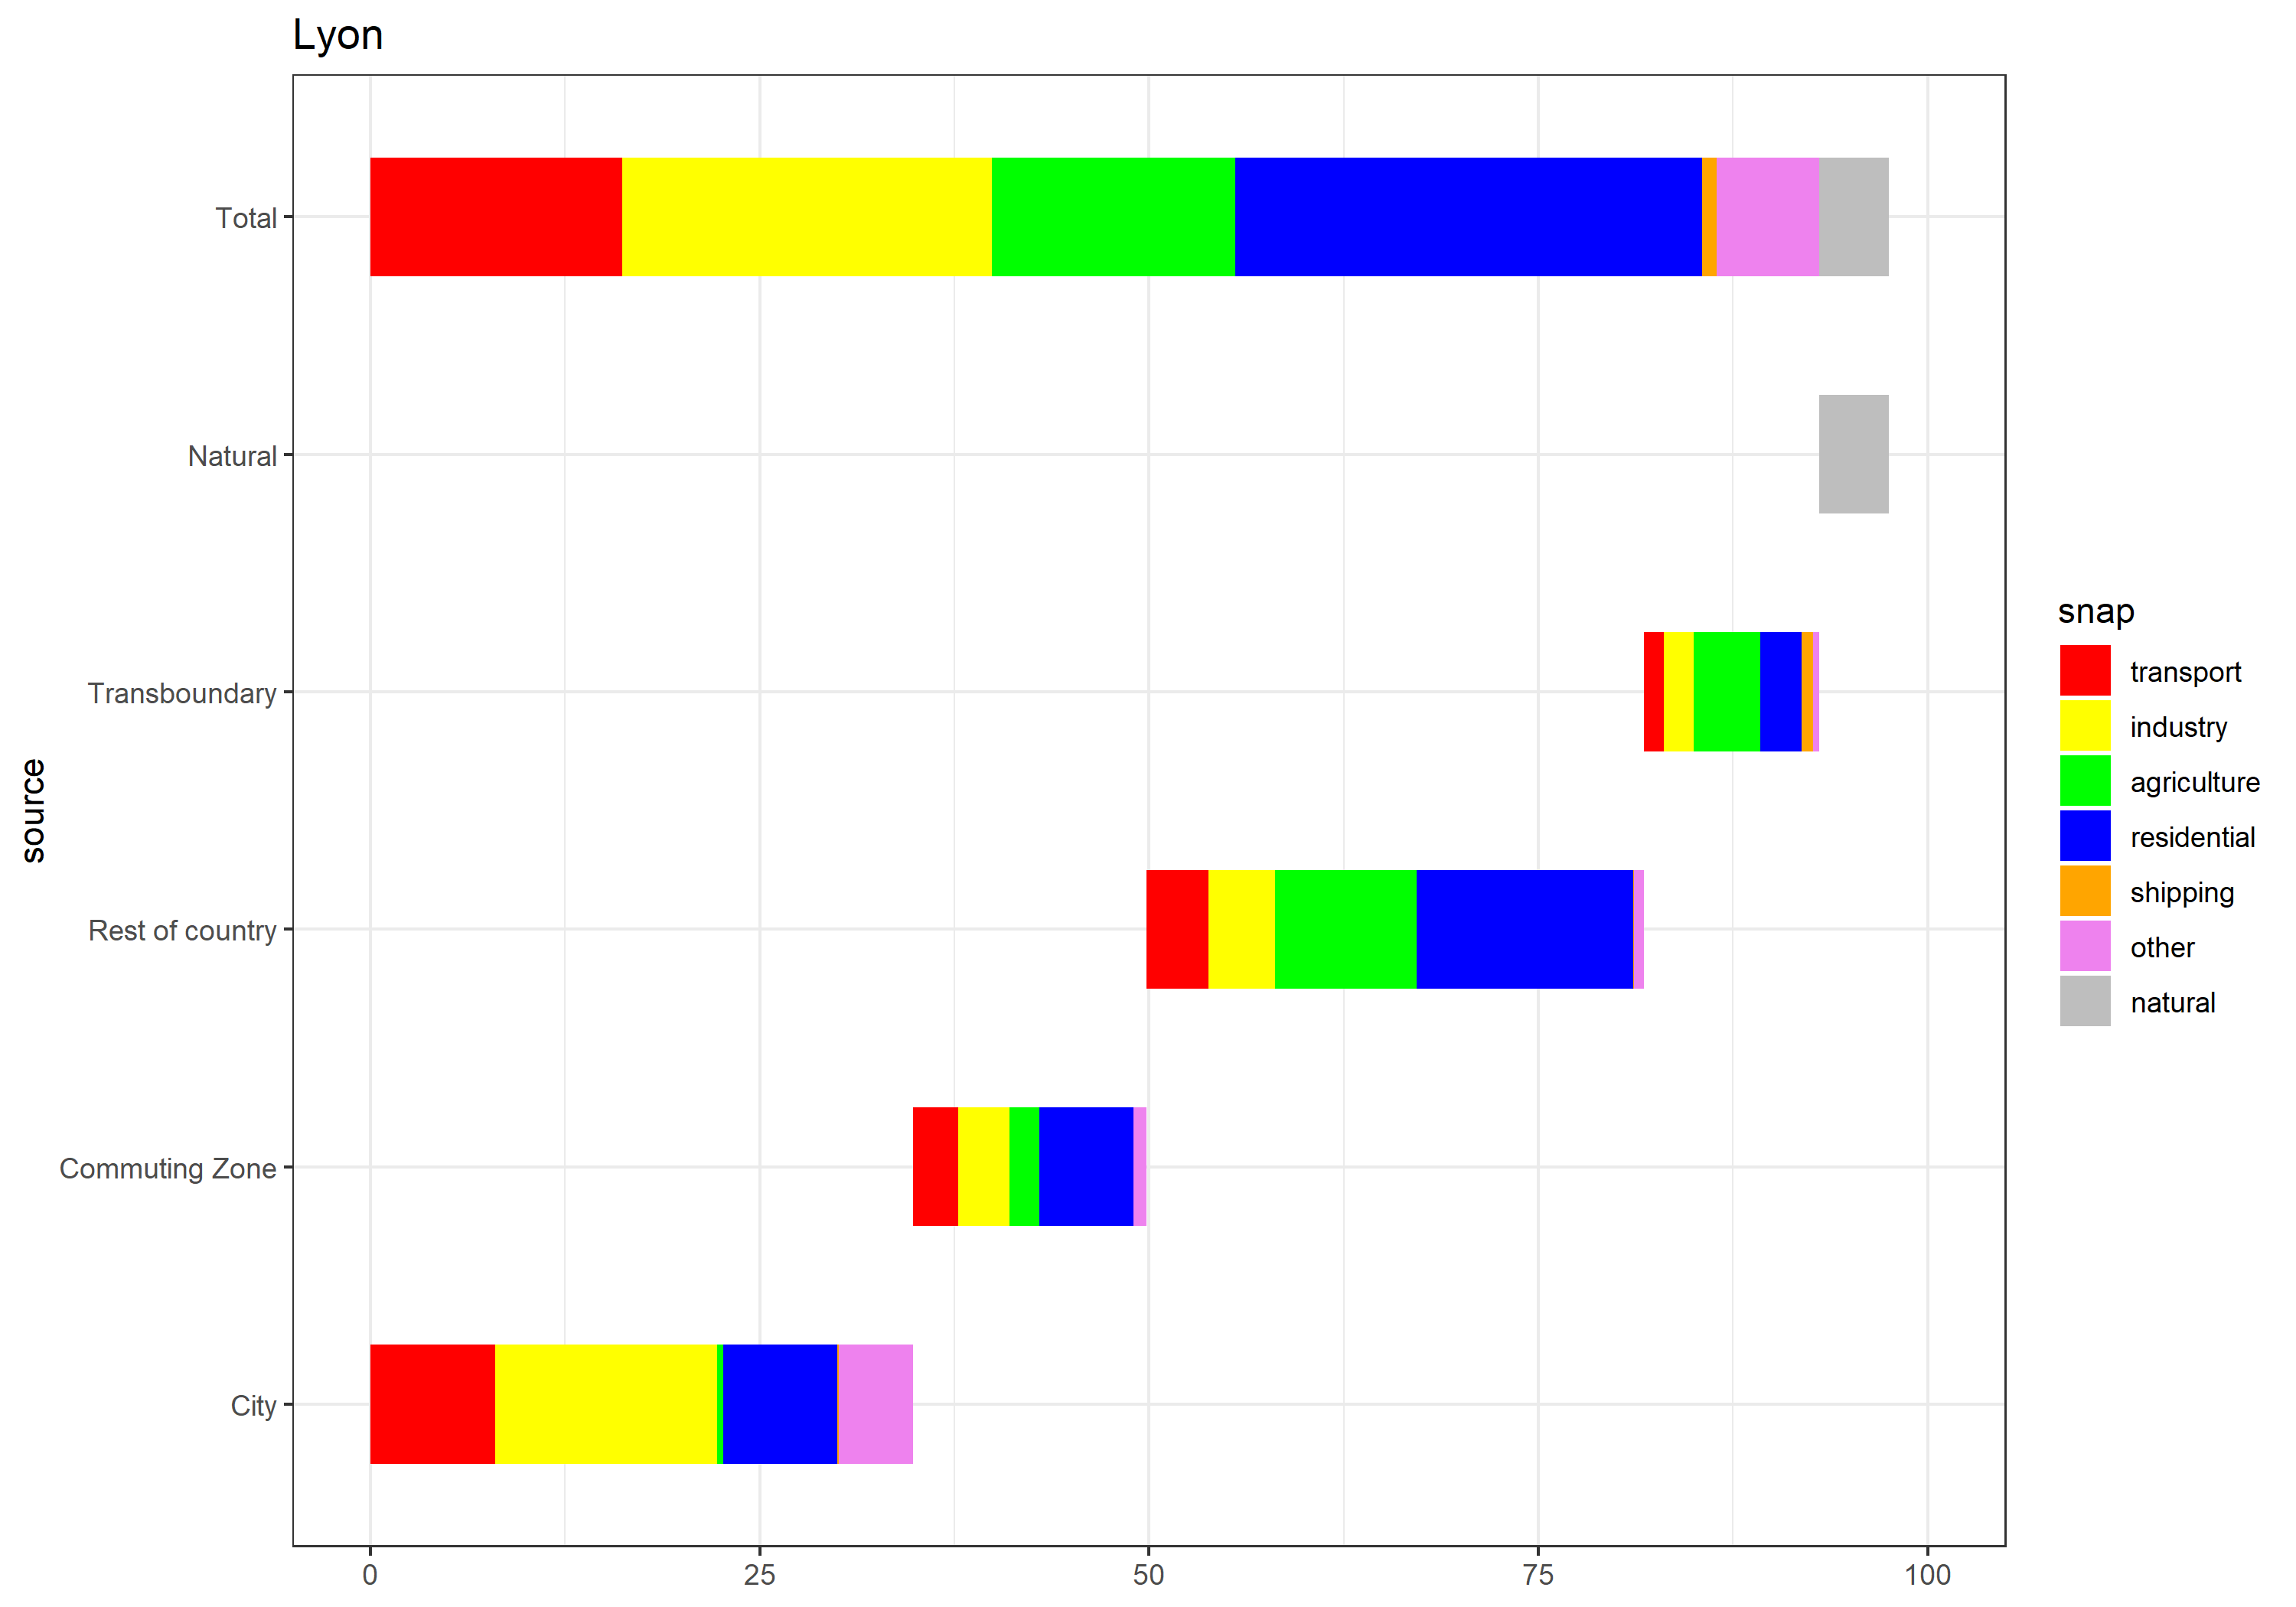 Lyon
source
Total
Natural
Transboundary
Rest of country
Commuting Zone
City
0 25 50 75 100
snap
transport
industry
agriculture
residential
shipping
other
natural